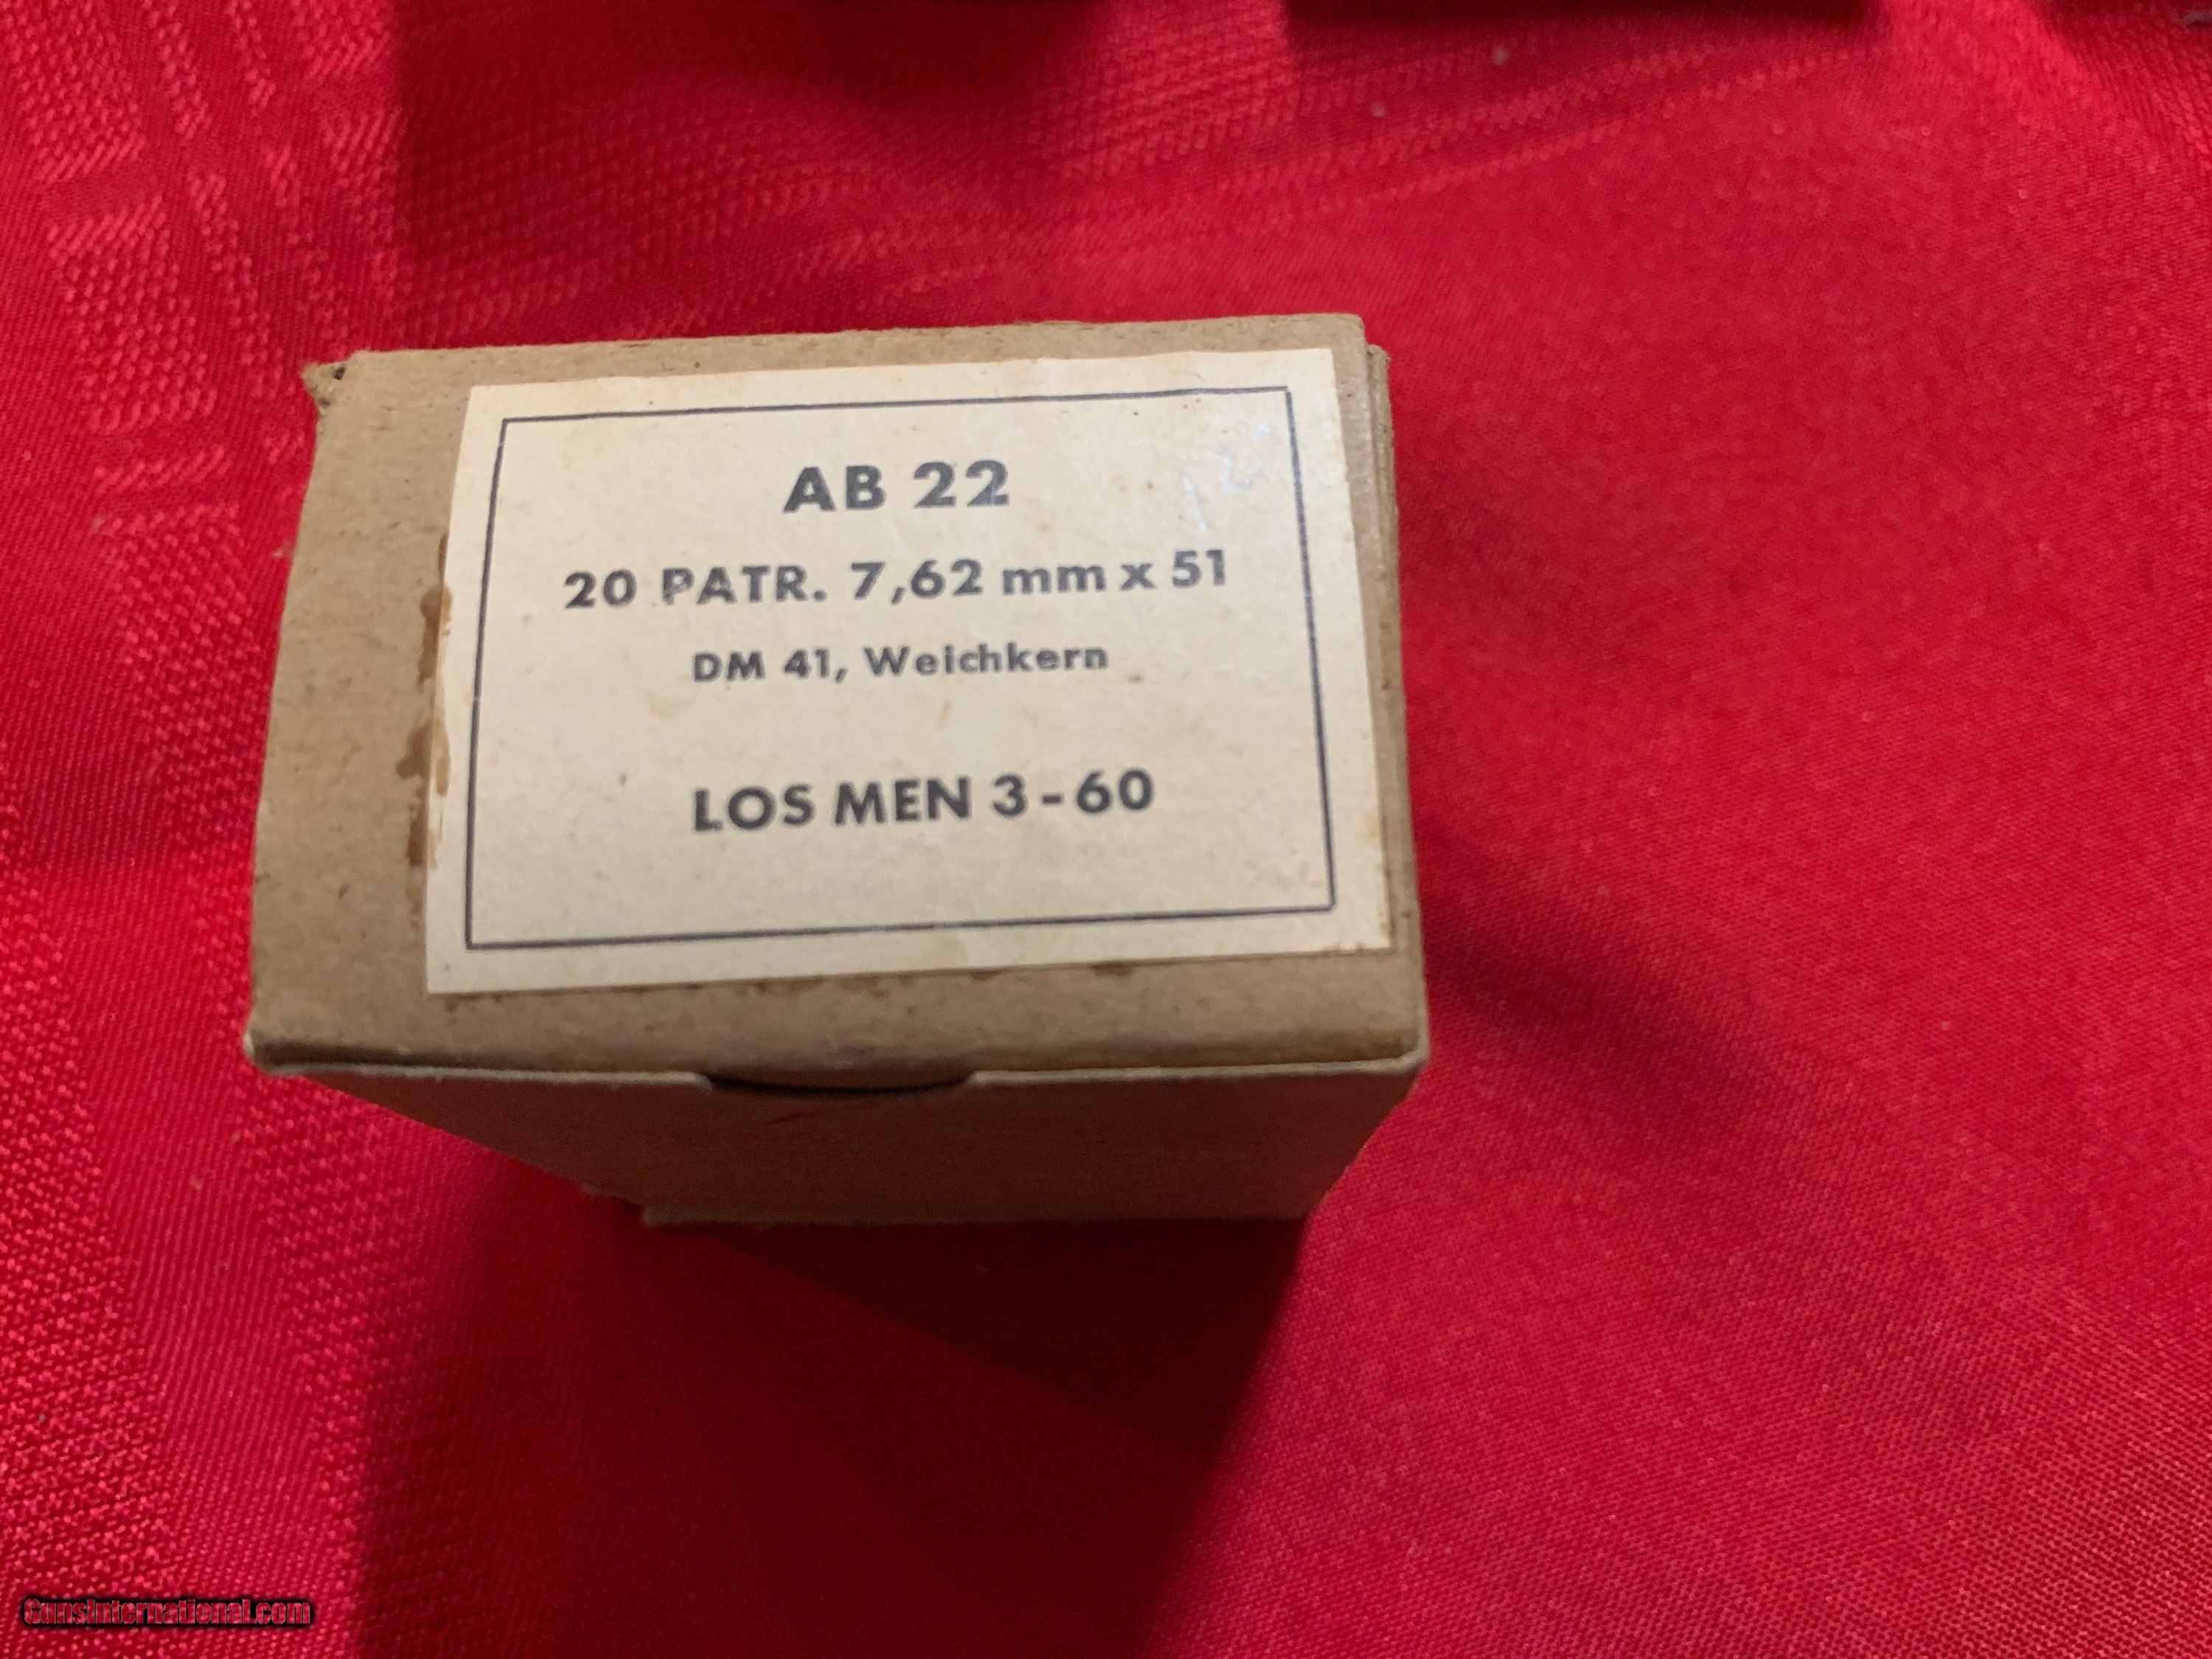 AB 22
20 PATR. 7,62 mm x 51
DM 41, Weichkern
LOS MEN 3-60
GunsInternational.com